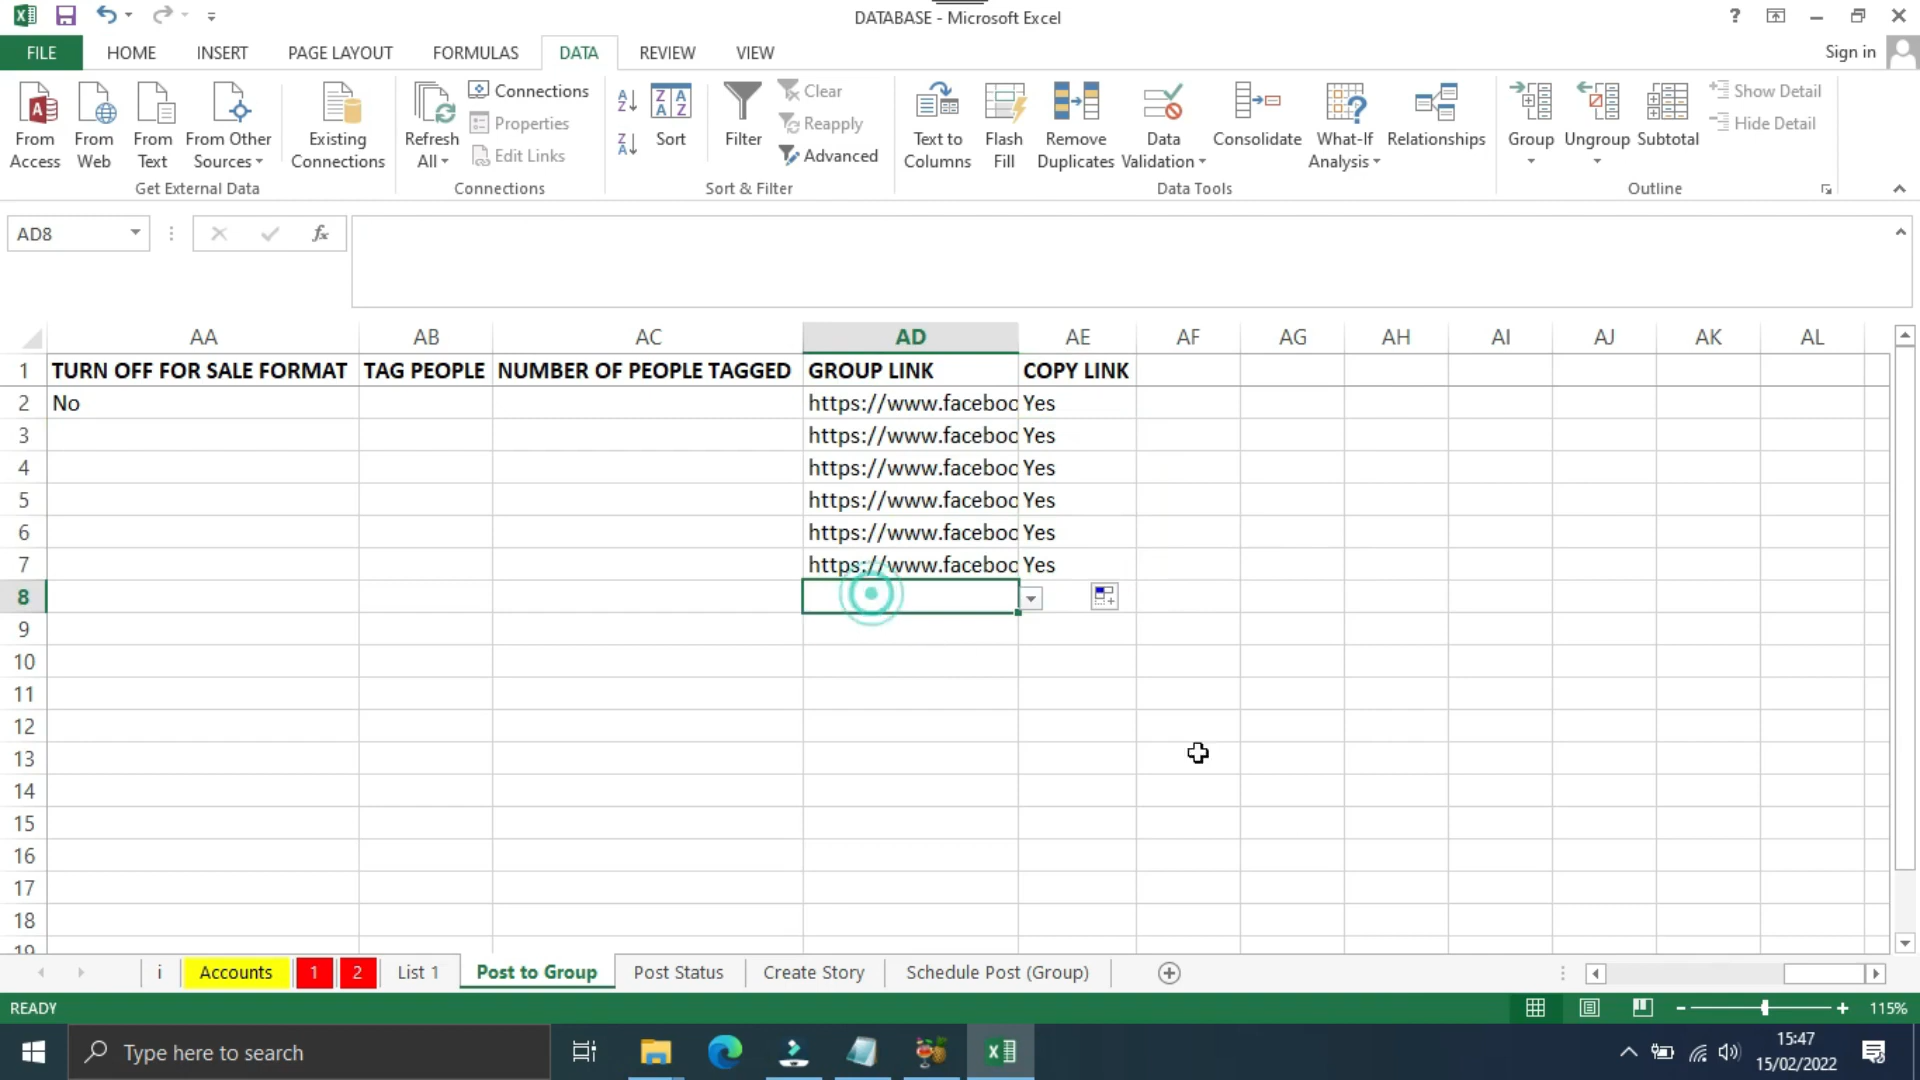 DATABASE - Microsoft Excel
?
FILE HOME INSERT PAGE LAYOUT FORMULAS DATA REVIEW VIEW Sign in
From Access
From Web
From Text
From Other Sources
Get External Data
Existing Connections
Refresh All
Connections
Properties
Edit Links
Connections
Sort
Filter
Clear
Reapply
Advanced
Sort & Filter
Text to Columns
Flash Fill
Remove Duplicates
Data Validation
Consolidate
What-If Analysis
Relationships
Data Tools
Group
Ungroup
Subtotal
Show Detail
Hide Detail
Outline
AD8 fx
AA AB AC AD AE AF AG AH AI AJ AK AL
1 TURN OFF FOR SALE FORMAT TAG PEOPLE NUMBER OF PEOPLE TAGGED GROUP LINK COPY LINK
2 No https://www.faceboo Yes
3 https://www.faceboo Yes
4 https://www.faceboo Yes
5 https://www.faceboo Yes
6 https://www.faceboo Yes
7 https://www.faceboo Yes
8
9
10
11
12
13
14
15
16
17
18
19
i Accounts 1 2 List 1 Post to Group Post Status Create Story Schedule Post (Group)
READY 115%
Type here to search
15:47
15/02/2022